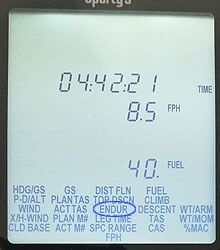 sporty's
04:42:21 TIME
8.5 FPH
40. FUEL
HDG/GS GS DIST FLN FUEL
P-D/ALT PLANTAS TOP DSCN CLIMB
WIND ACT TAS ENDUR DESCENT WT/ARM
X/H-WIND PLAN M# LEG TIME TAS WT/MOM
CLD BASE ACT M# SPC RANGE CAS %MAC
FPH